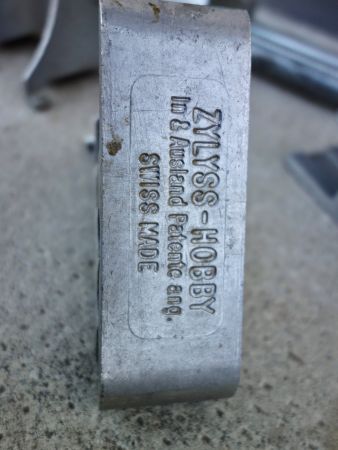 ZYLYSS-HOBBY
In & Ausland Patente ang.
SWISS MADE